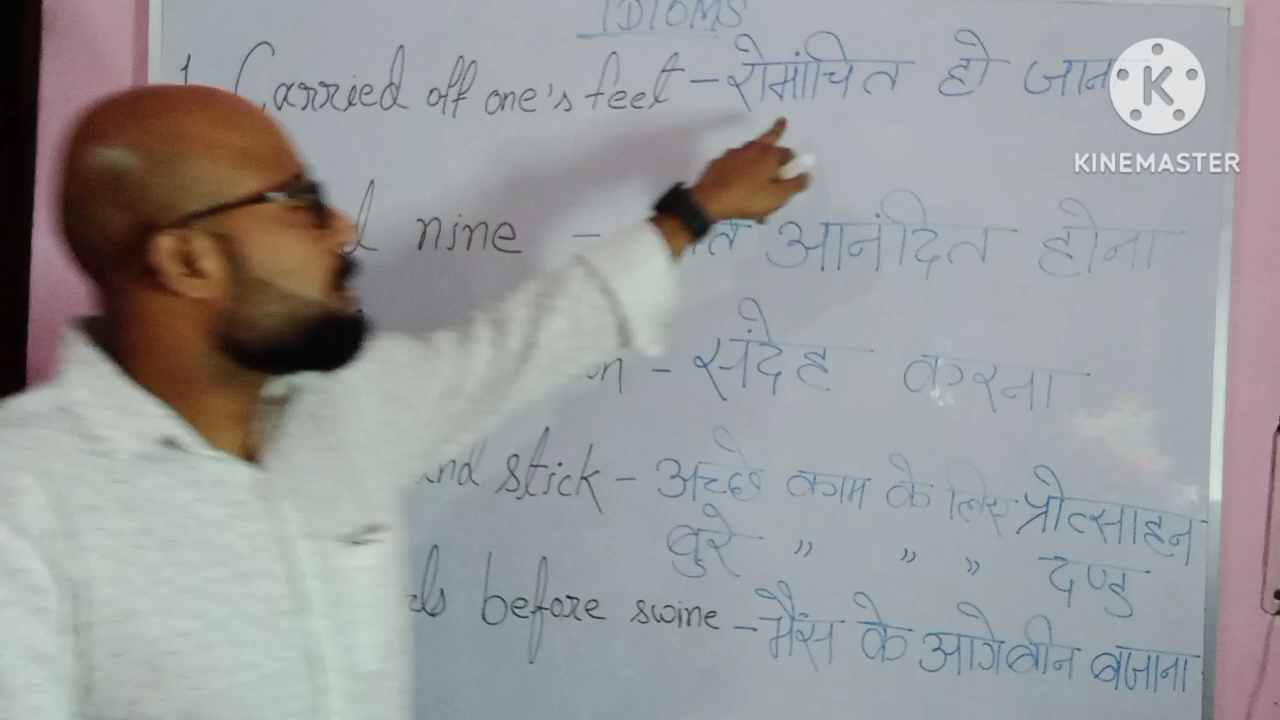 IDIOMS
1. Carried off one's feet - रोमांचित हो जाना
nine - आनंदित होना
- संदेह करना
and stick - अच्छे काम के लिए प्रोत्साहन
बुरे " " " दण्ड
before swine - भैंस के आगे बीन बजाना
K
KINEMASTER